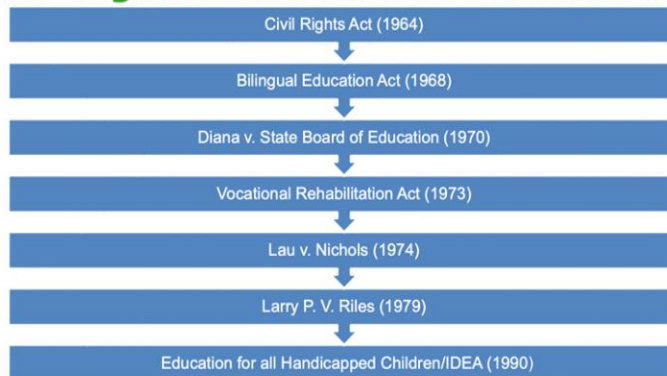 Civil Rights Act (1964)
Bilingual Education Act (1968)
Diana v. State Board of Education (1970)
Vocational Rehabilitation Act (1973)
Lau v. Nichols (1974)
Larry P. V. Riles (1979)
Education for all Handicapped Children/IDEA (1990)